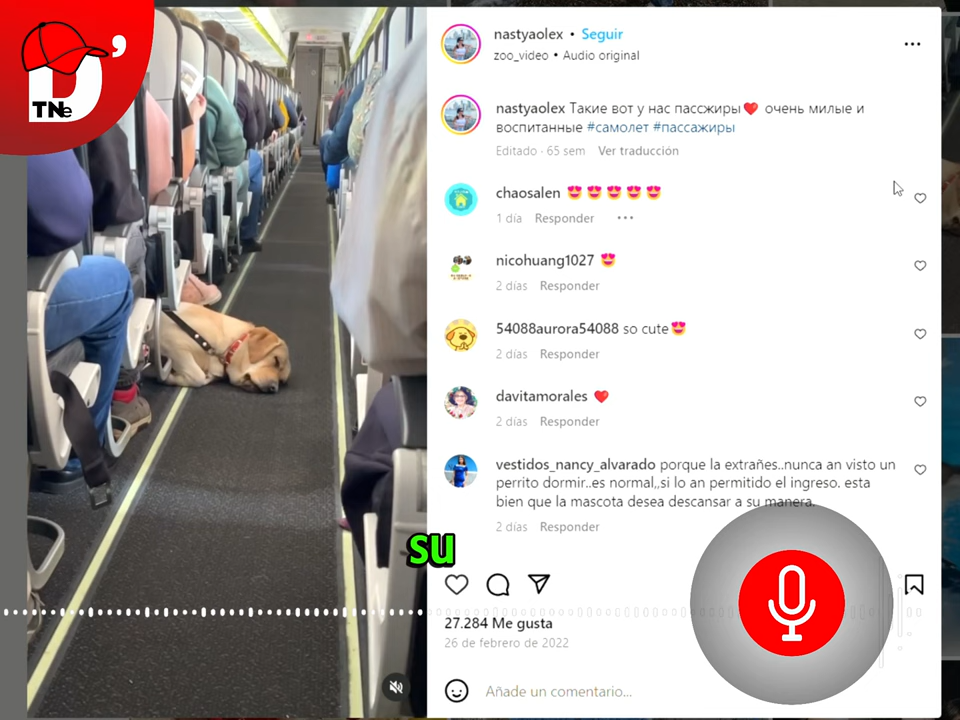 D'
TNe
nastyaolex • Seguir
zoo_video • Audio original
nastyaolex Такие вот у нас пассжиры❤️ очень милые и
воспитанные #самолет #пассажиры
Editado · 65 sem Ver traducción
chaosalen 😍😍😍😍😍
1 día Responder
nicohuang1027 😍
2 días Responder
54088aurora54088 so cute😍
2 días Responder
davitamorales ❤️
2 días Responder
vestidos_nancy_alvarado porque la extrañes..nunca an visto un
perrito dormir..es normal,,si lo an permitido el ingreso. esta
bien que la mascota desea descansar a su manera.
2 días Responder
su
27.284 Me gusta
26 de febrero de 2022
Añade un comentario...